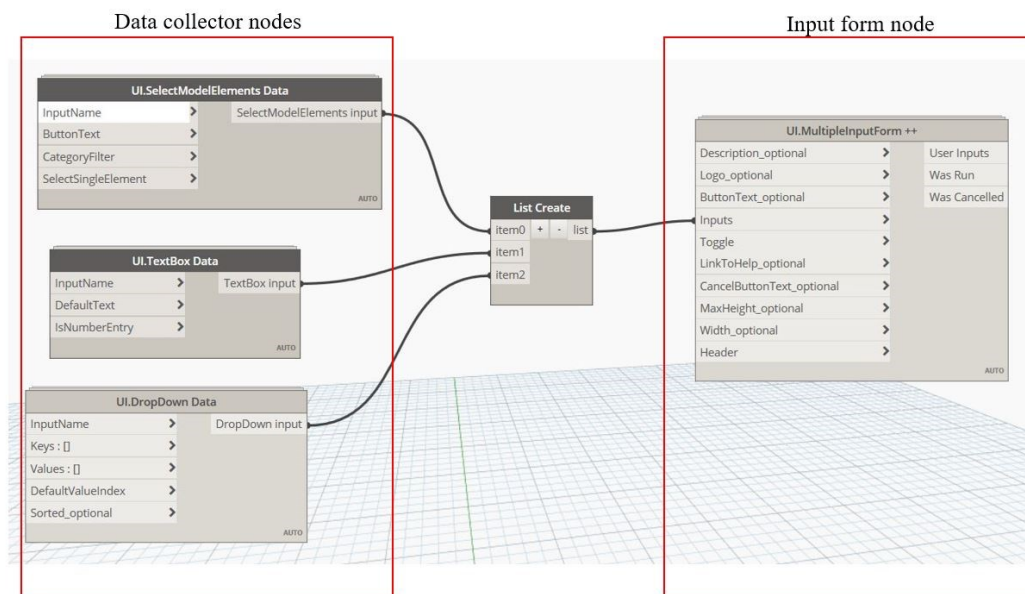 Data collector nodes
Input form node
UI.SelectModelElements Data
InputName
SelectModelElements input
ButtonText
CategoryFilter
SelectSingleElement
AUTO
UI.TextBox Data
InputName
TextBox input
DefaultText
IsNumberEntry
AUTO
UI.DropDown Data
InputName
DropDown input
Keys : []
Values : []
DefaultValueIndex
Sorted_optional
AUTO
List Create
item0 + - list
item1
item2
UI.MultipleInputForm ++
Description_optional
User Inputs
Logo_optional
Was Run
ButtonText_optional
Was Cancelled
Inputs
Toggle
LinkToHelp_optional
CancelButtonText_optional
MaxHeight_optional
Width_optional
Header
AUTO